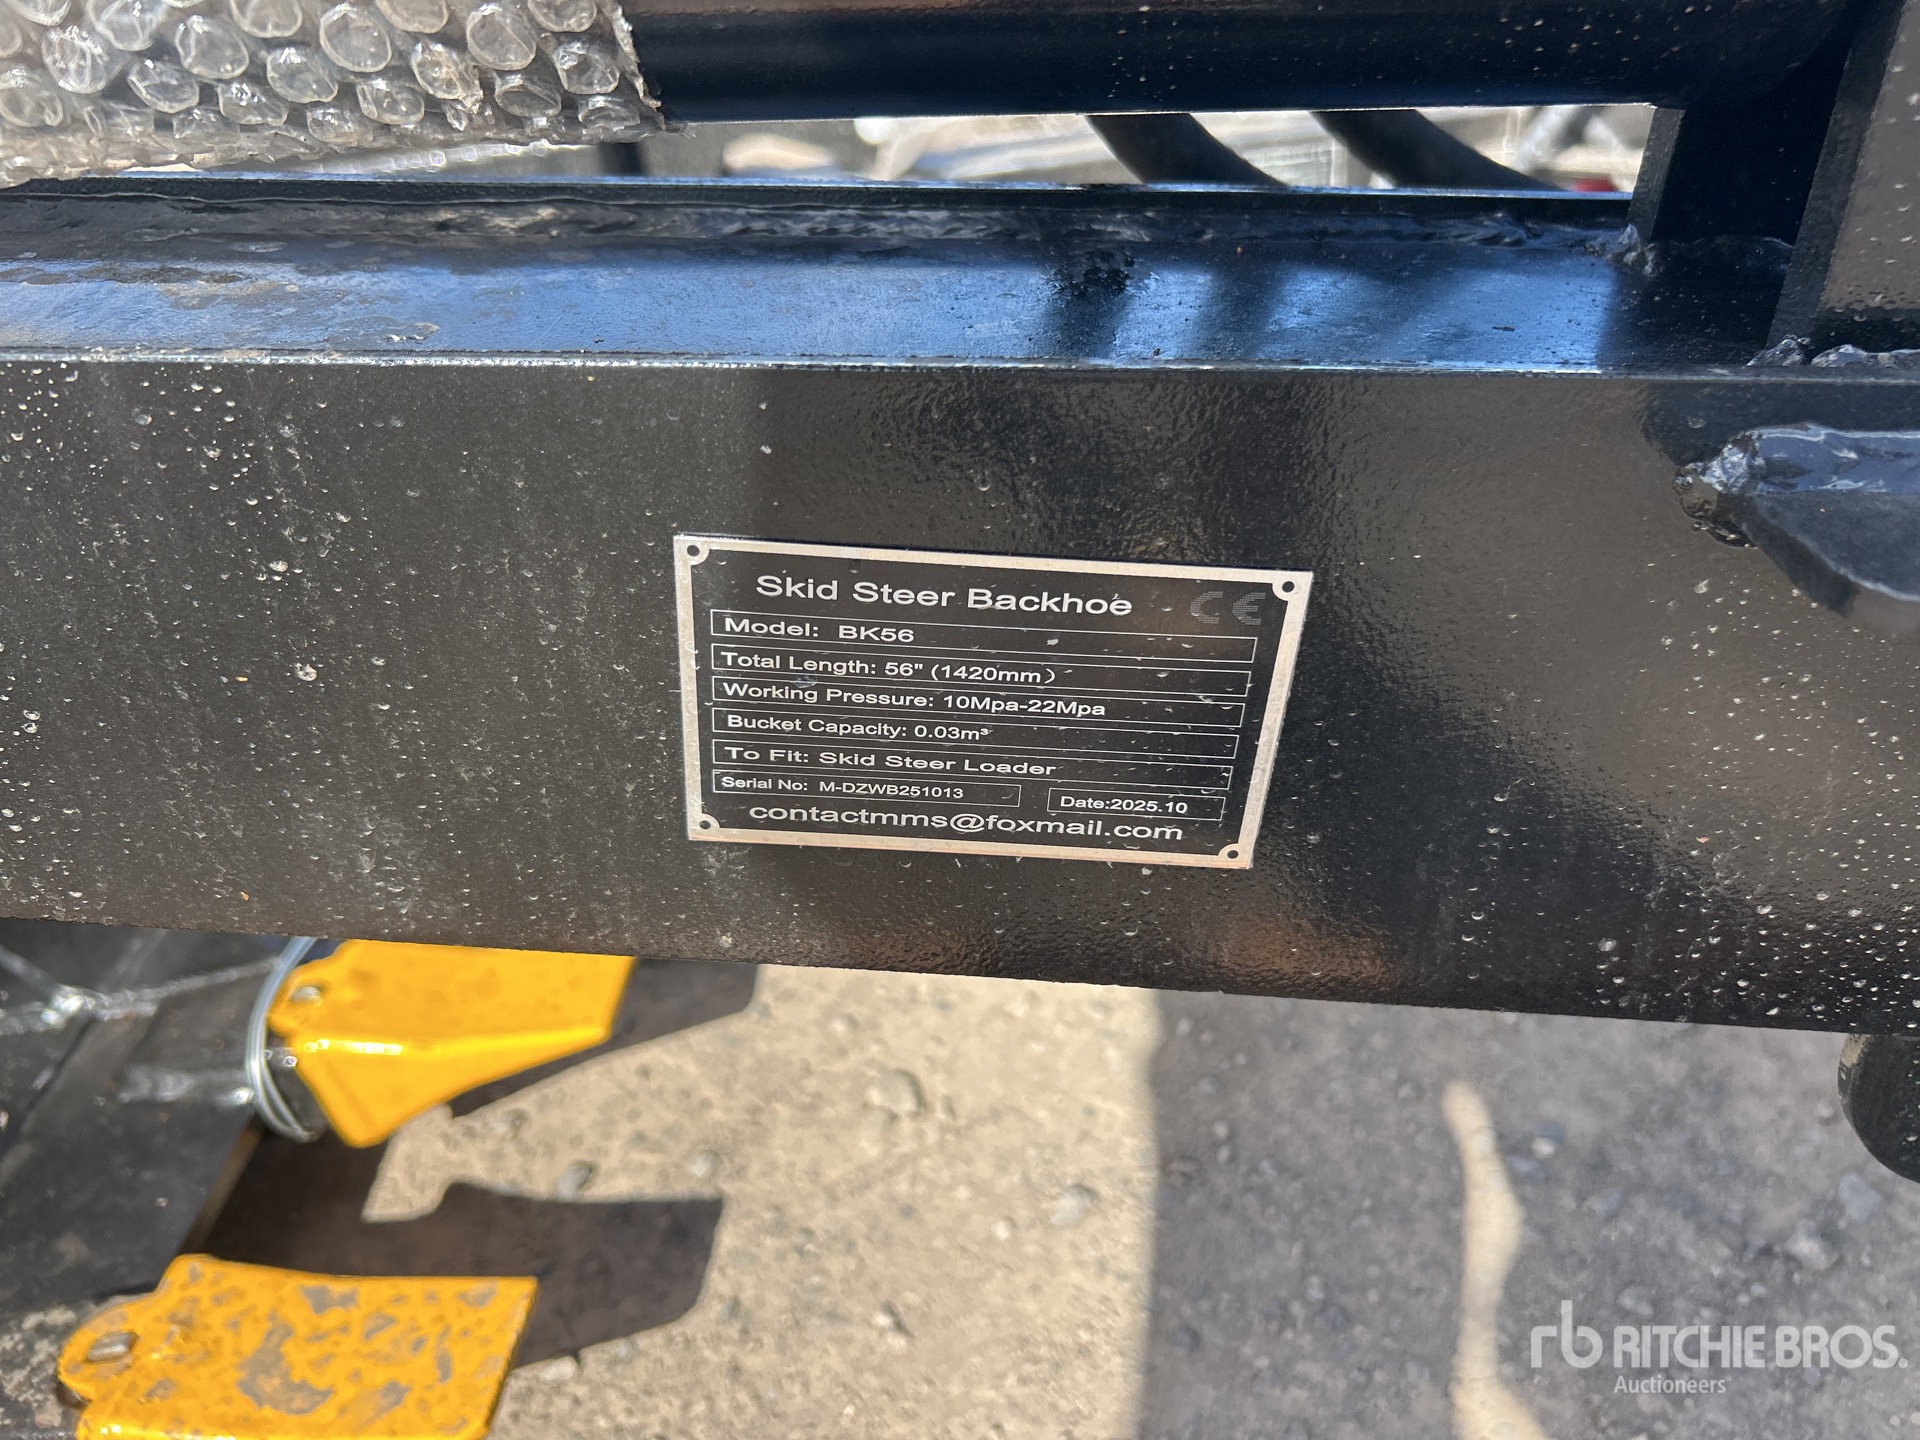 Skid Steer Backhoe CE
Model: BK56
Total Length: 56" (1420mm）
Working Pressure: 10Mpa-22Mpa
Bucket Capacity: 0.03m³
To Fit: Skid Steer Loader
Serial No: M-DZWB251013 Date:2025.10
contactmms@foxmail.com
rb RITCHIE BROS.
Auctioneers